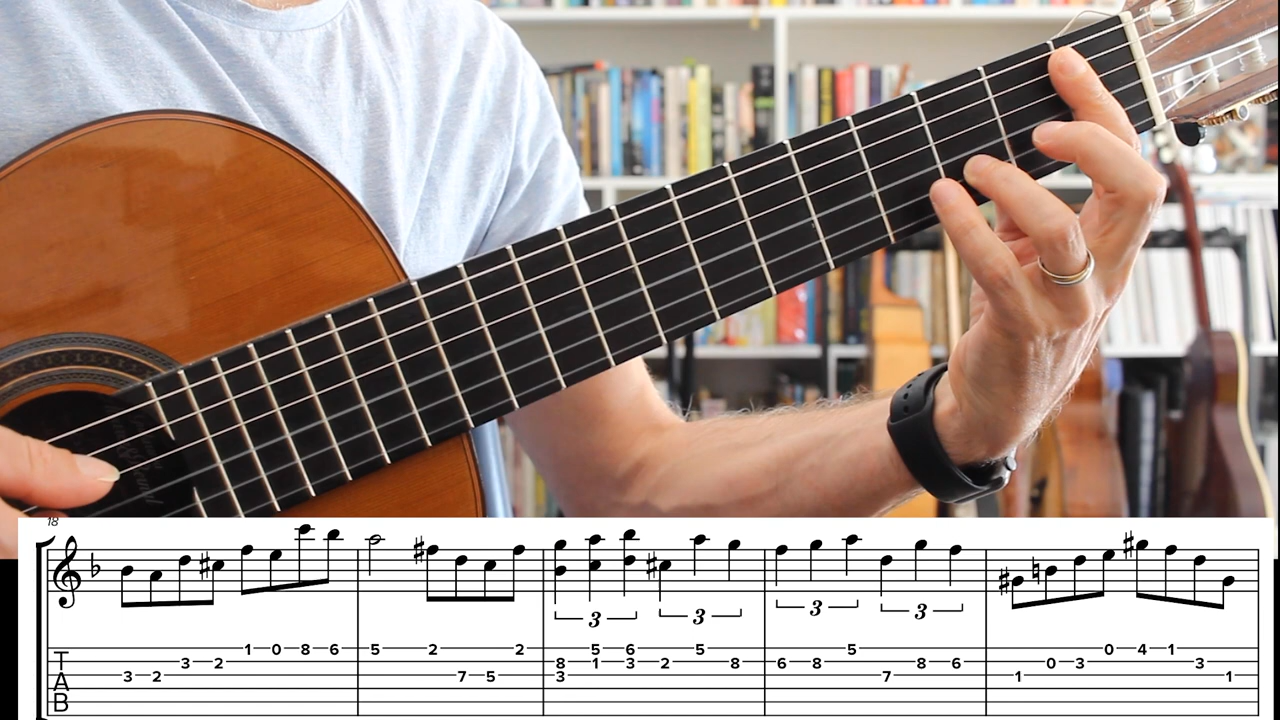 18
3 3 3 3
1 0 8 6 5 2 2 5 6 5 5 0 4 1
T 3 2 8 1 3 2 8 6 8 8 6 0 3 3
A 3 2 7 5 3 7 1 1
B